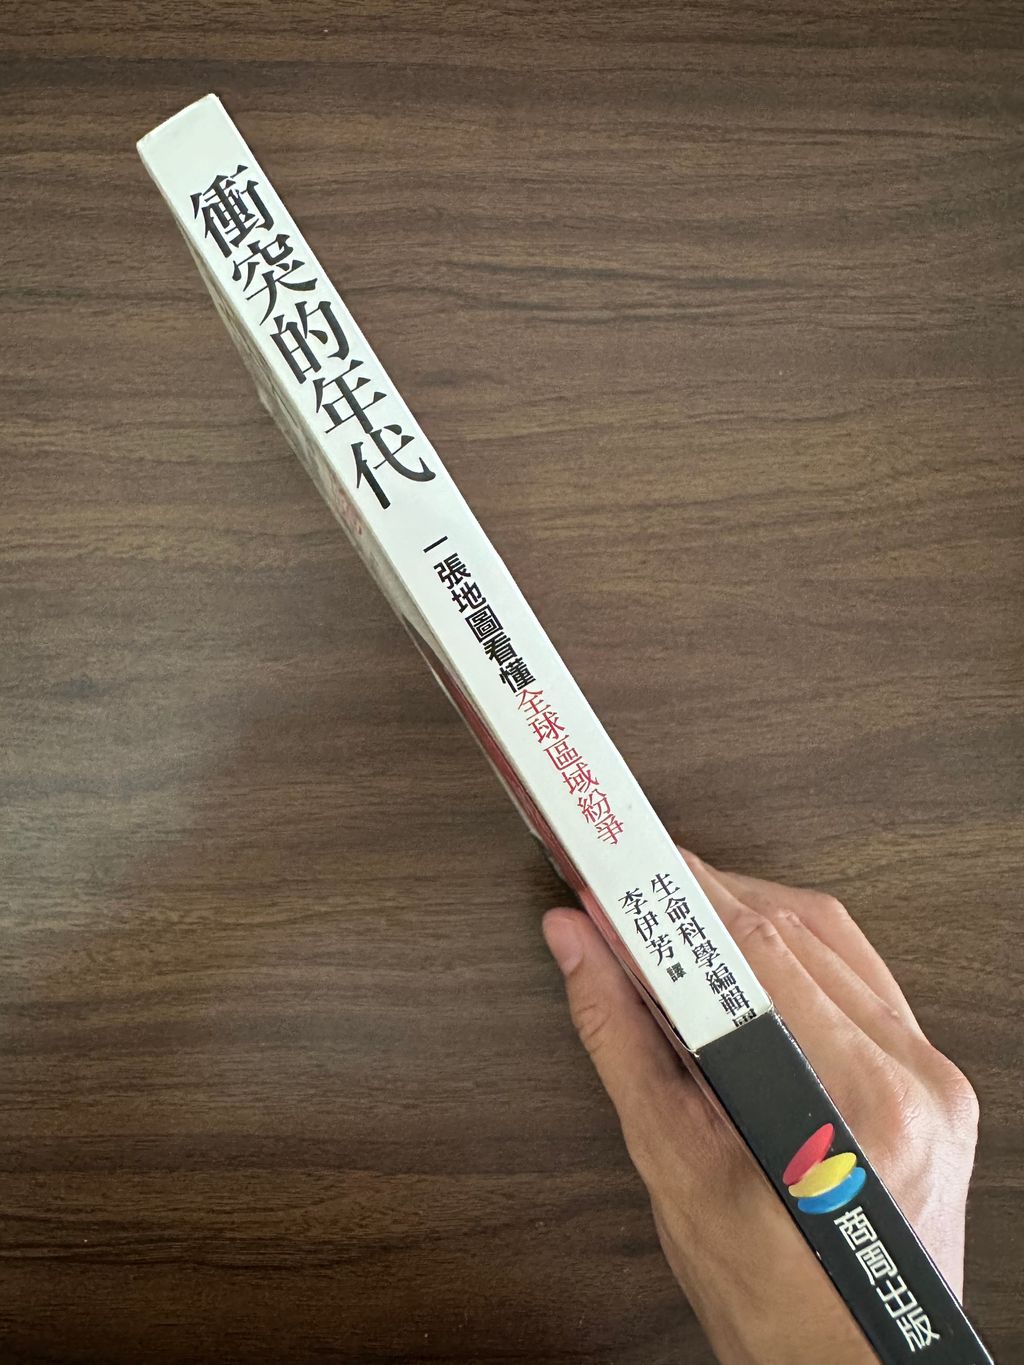 衝突的年代
一張地圖看懂全球區域紛爭
生命科學編輯
李伊芳 譯
商周出版